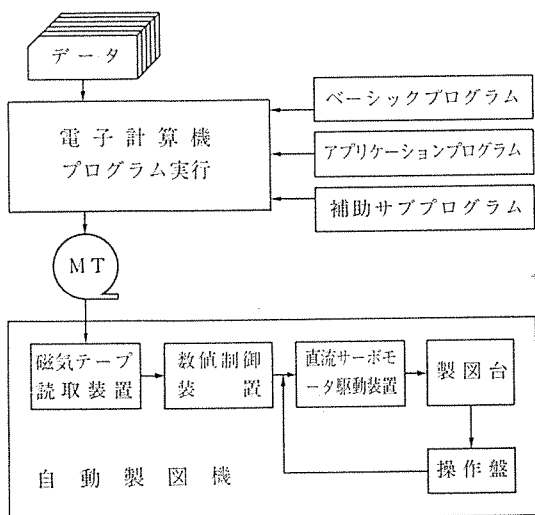 データ
電子計算機
プログラム実行
ベーシックプログラム
アプリケーションプログラム
補助サブプログラム
MT
磁気テープ
読取装置
数値制御
装置
直流サーボモ
ータ駆動装置
製図台
操作盤
自動製図機